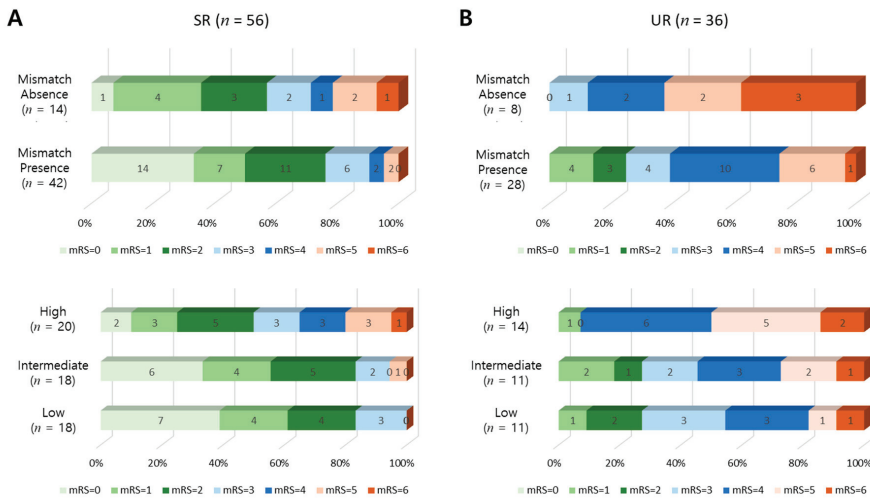 A
SR (n = 56)
Mismatch
Absence
(n = 14)
1 4 3 2 1 2 1
Mismatch
Presence
(n = 42)
14 7 11 6 2 2 0
0% 20% 40% 60% 80% 100%
mRS=0 mRS=1 mRS=2 mRS=3 mRS=4 mRS=5 mRS=6
High
(n = 20)
2 3 5 3 3 3 1
Intermediate
(n = 18)
6 4 5 2 0 1 0
Low
(n = 18)
7 4 4 3 0
0% 20% 40% 60% 80% 100%
mRS=0 mRS=1 mRS=2 mRS=3 mRS=4 mRS=5 mRS=6
B
UR (n = 36)
Mismatch
Absence
(n = 8)
0 1 2 2 3
Mismatch
Presence
(n = 28)
4 3 4 10 6 1
0% 20% 40% 60% 80% 100%
mRS=0 mRS=1 mRS=2 mRS=3 mRS=4 mRS=5 mRS=6
High
(n = 14)
1 0 6 5 2
Intermediate
(n = 11)
2 1 2 3 2 1
Low
(n = 11)
1 2 3 3 1 1
0% 20% 40% 60% 80% 100%
mRS=0 mRS=1 mRS=2 mRS=3 mRS=4 mRS=5 mRS=6